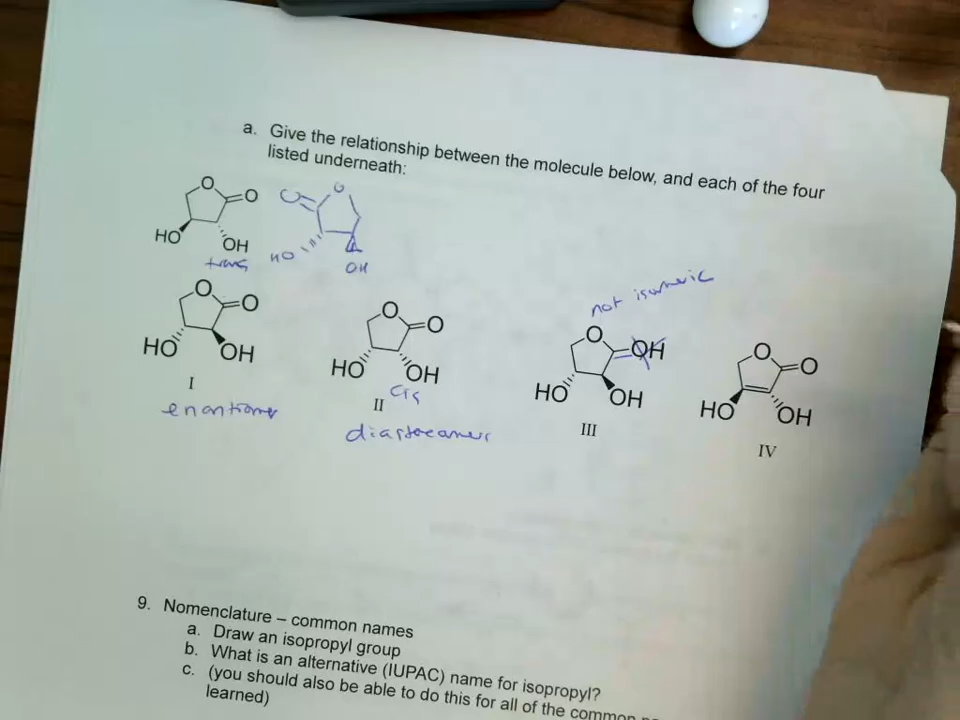 a. Give the relationship between the molecule below, and each of the four
listed underneath:
O
O
HO
OH
trans
O
O
HO
OH
O
O
HO
OH
I
enantiomer
O
O
HO
OH
cis
II
diastereamers
not isomeric
O
OH
HO
OH
III
O
O
HO
OH
IV
9. Nomenclature – common names
a. Draw an isopropyl group
b. What is an alternative (IUPAC) name for isopropyl?
c. (you should also be able to do this for all of the common
learned)